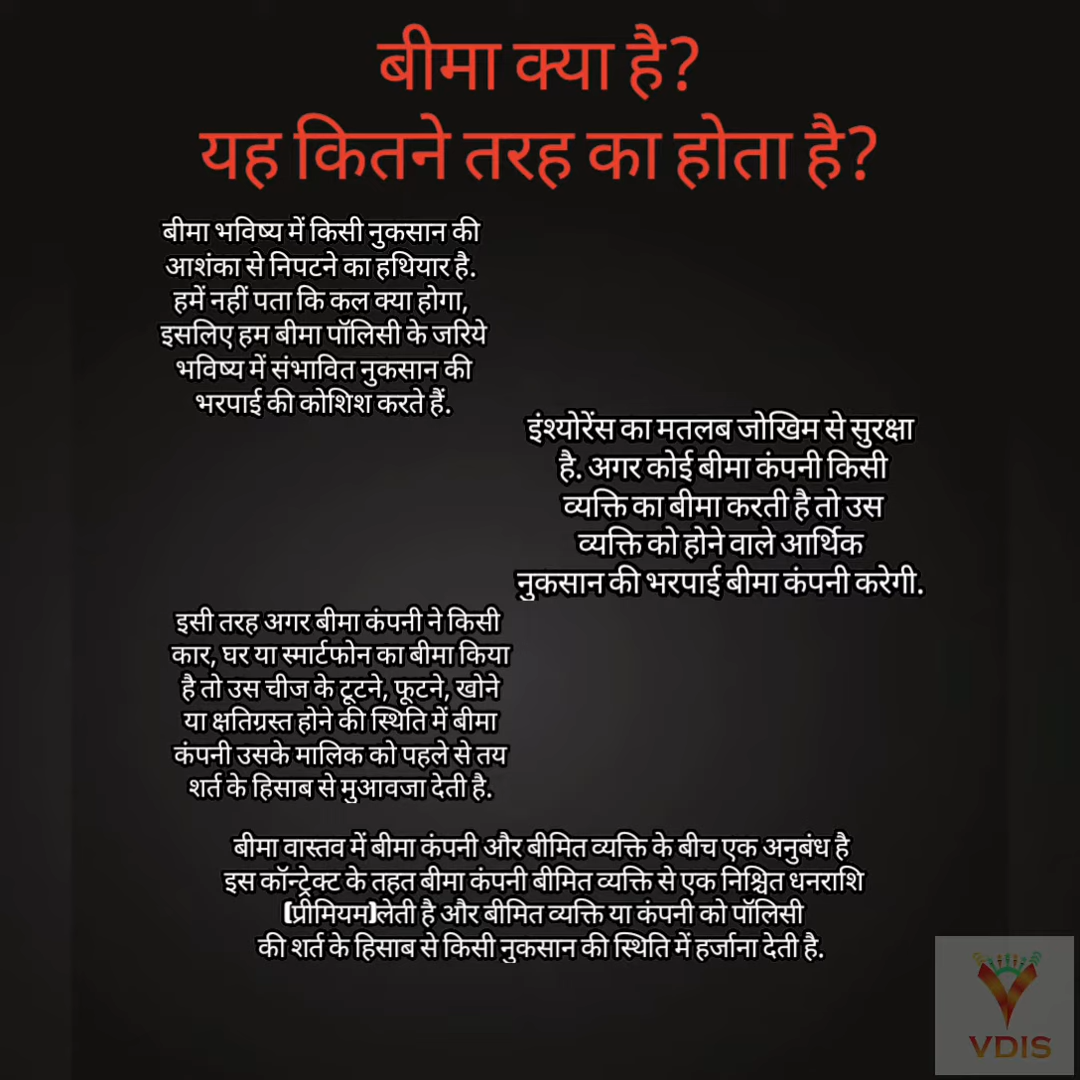 बीमा क्या है?
यह कितने तरह का होता है?
बीमा भविष्य में किसी नुकसान की
आशंका से निपटने का हथियार है.
हमें नहीं पता कि कल क्या होगा,
इसलिए हम बीमा पॉलिसी के जरिये
भविष्य में संभावित नुकसान की
भरपाई की कोशिश करते हैं.
इंश्योरेंस का मतलब जोखिम से सुरक्षा
है. अगर कोई बीमा कंपनी किसी
व्यक्ति का बीमा करती है तो उस
व्यक्ति को होने वाले आर्थिक
नुकसान की भरपाई बीमा कंपनी करेगी.
इसी तरह अगर बीमा कंपनी ने किसी
कार, घर या स्मार्टफोन का बीमा किया
है तो उस चीज के टूटने, फूटने, खोने
या क्षतिग्रस्त होने की स्थिति में बीमा
कंपनी उसके मालिक को पहले से तय
शर्त के हिसाब से मुआवजा देती है.
बीमा वास्तव में बीमा कंपनी और बीमित व्यक्ति के बीच एक अनुबंध है
इस कॉन्ट्रेक्ट के तहत बीमा कंपनी बीमित व्यक्ति से एक निश्चित धनराशि
(प्रीमियम)लेती है और बीमित व्यक्ति या कंपनी को पॉलिसी
की शर्त के हिसाब से किसी नुकसान की स्थिति में हर्जाना देती है.
VDIS